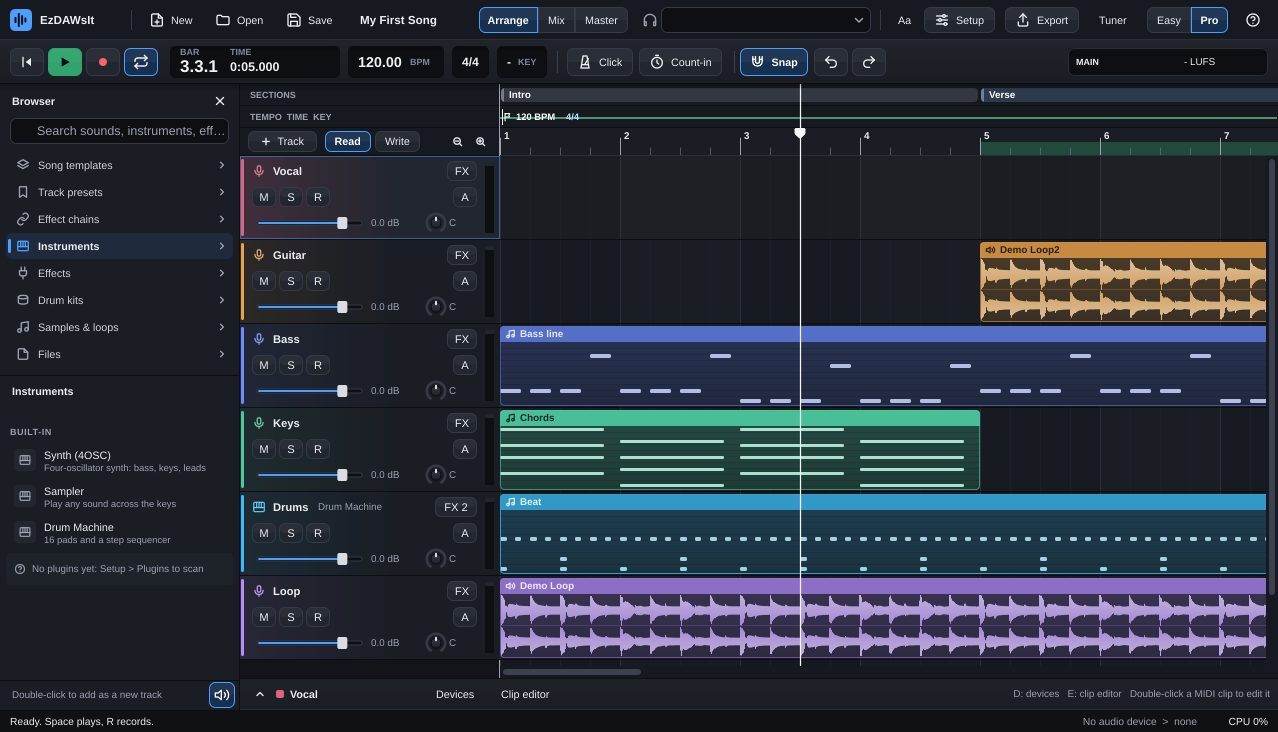 EzDAWsIt New Open Save My First Song Arrange Mix Master Aa Setup Export Tuner Easy Pro
BAR TIME
3.3.1 0:05.000 120.00 BPM 4/4 - KEY Click Count-in Snap MAIN - LUFS
Browser
Search sounds, instruments, eff…
Song templates
Track presets
Effect chains
Instruments
Effects
Drum kits
Samples & loops
Files
Instruments
BUILT-IN
Synth (4OSC)
Four-oscillator synth: bass, keys, leads
Sampler
Play any sound across the keys
Drum Machine
16 pads and a step sequencer
No plugins yet: Setup > Plugins to scan
Double-click to add as a new track
SECTIONS Intro Verse
TEMPO TIME KEY 120 BPM 4/4
Track Read Write 1 2 3 4 5 6 7
Vocal FX
M S R A
0.0 dB C
Guitar FX Demo Loop2
M S R A
0.0 dB C
Bass FX Bass line
M S R A
0.0 dB C
Keys FX Chords
M S R A
0.0 dB C
Drums Drum Machine FX 2 Beat
M S R A
0.0 dB C
Loop FX Demo Loop
M S R A
0.0 dB C
Vocal Devices Clip editor D: devices E: clip editor Double-click a MIDI clip to edit it
Ready. Space plays, R records. No audio device > none CPU 0%